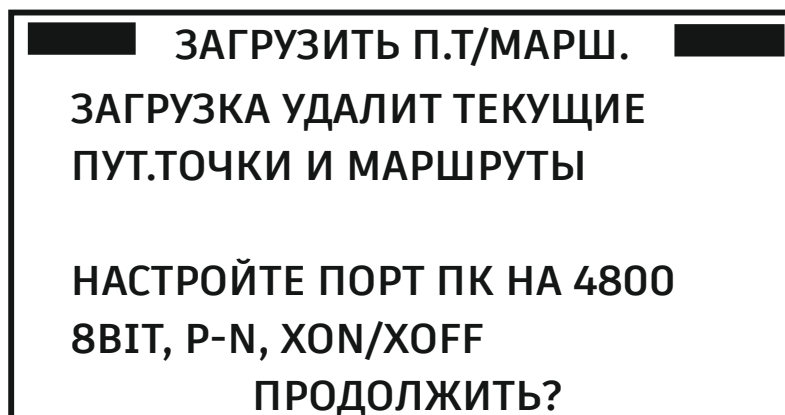 ЗАГРУЗИТЬ П.Т/МАРШ.
ЗАГРУЗКА УДАЛИТ ТЕКУЩИЕ
ПУТ.ТОЧКИ И МАРШРУТЫ
НАСТРОЙТЕ ПОРТ ПК НА 4800
8BIT, P-N, XON/XOFF
ПРОДОЛЖИТЬ?